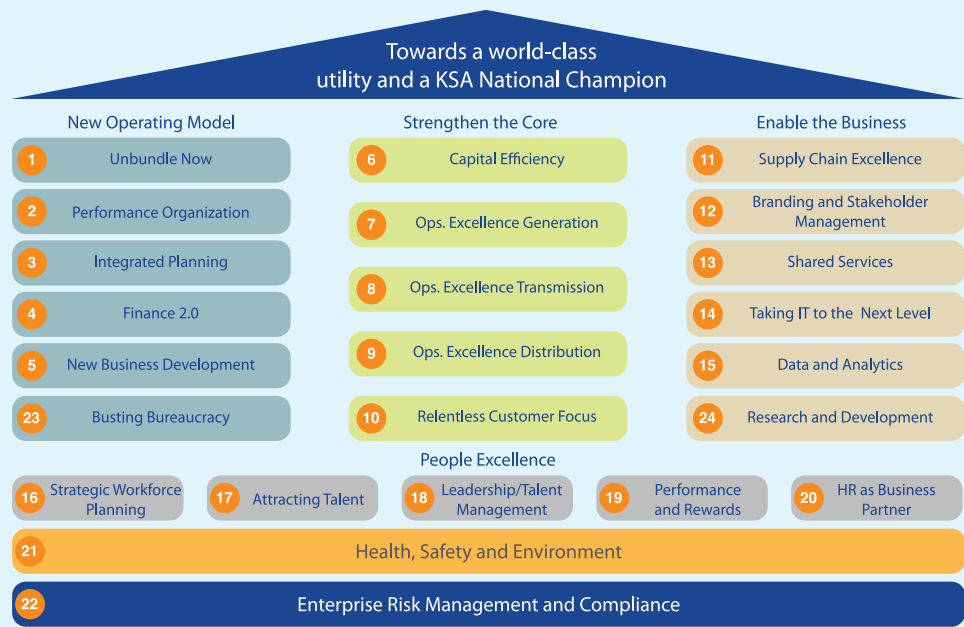 Towards a world-class
utility and a KSA National Champion
New Operating Model
1 Unbundle Now
2 Performance Organization
3 Integrated Planning
4 Finance 2.0
5 New Business Development
23 Busting Bureaucracy
Strengthen the Core
6 Capital Efficiency
7 Ops. Excellence Generation
8 Ops. Excellence Transmission
9 Ops. Excellence Distribution
10 Relentless Customer Focus
Enable the Business
11 Supply Chain Excellence
12 Branding and Stakeholder
Management
13 Shared Services
14 Taking IT to the Next Level
15 Data and Analytics
24 Research and Development
People Excellence
16 Strategic Workforce
Planning
17 Attracting Talent
18 Leadership/Talent
Management
19 Performance
and Rewards
20 HR as Business
Partner
21 Health, Safety and Environment
22 Enterprise Risk Management and Compliance